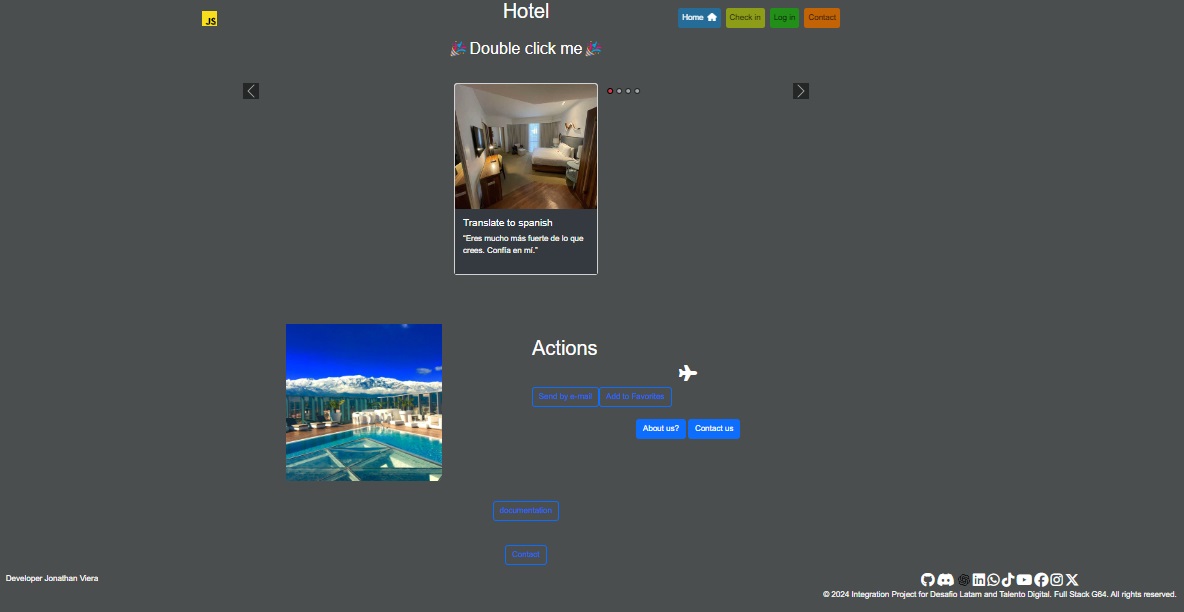 JS
Hotel
Home
Check in
Log in
Contact
🎉Double click me🎉
Translate to spanish
"Eres mucho más fuerte de lo que
crees. Confía en mí."
Actions
Send by e-mail
Add to Favorites
About us?
Contact us
documentation
Contact
Developer Jonathan Viera
© 2024 Integration Project for Desafío Latam and Talento Digital. Full Stack G64. All rights reserved.